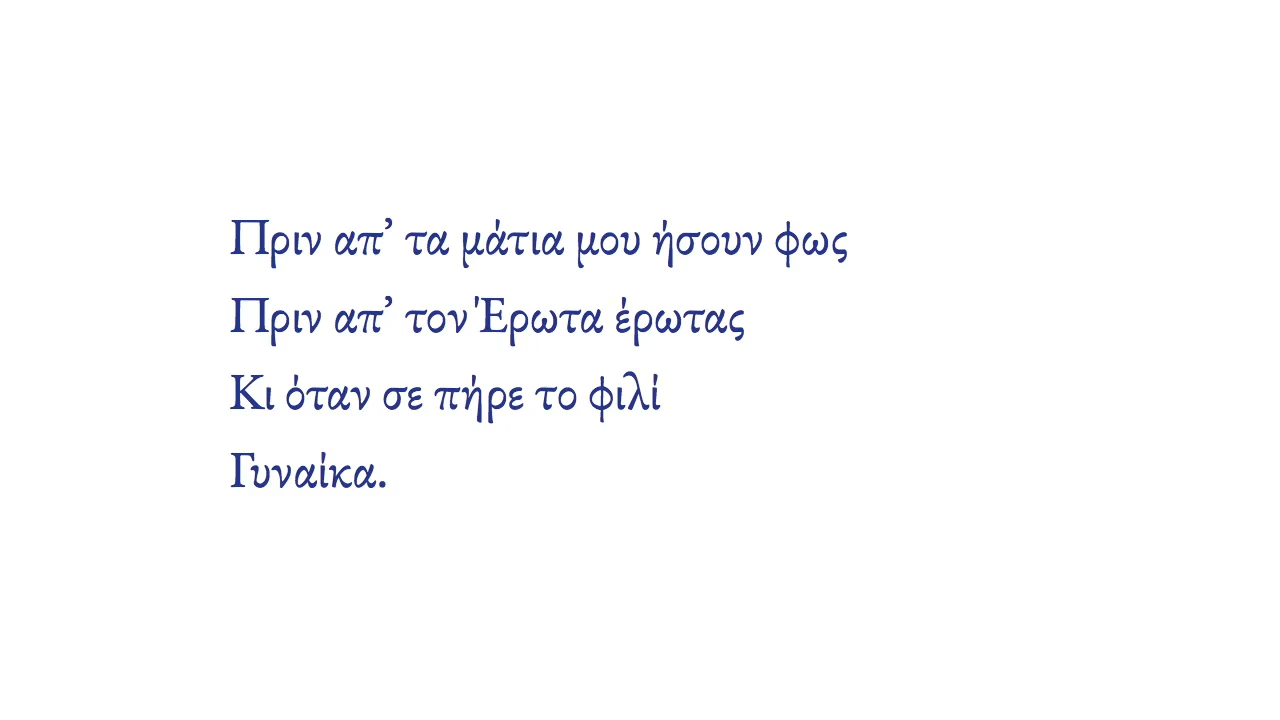 Πριν απ’ τα μάτια μου ήσουν φως
Πριν απ’ τον Έρωτα έρωτας
Κι όταν σε πήρε το φιλί
Γυναίκα.